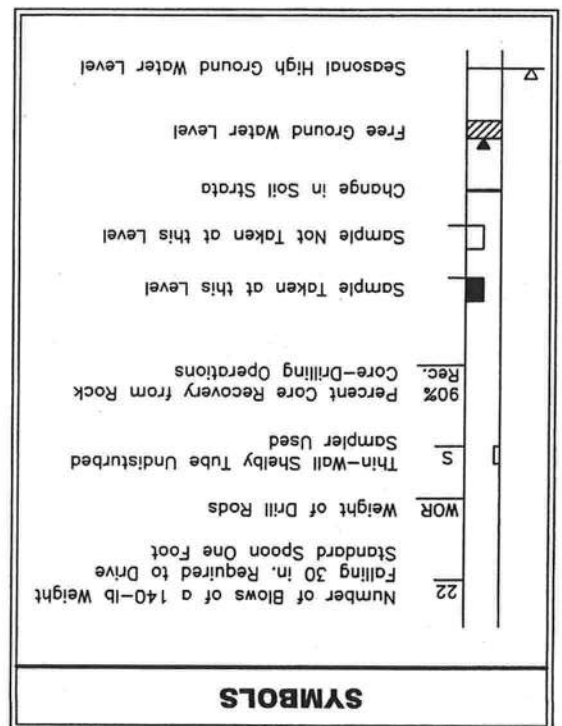 SYMBOLS
22
Number of Blows of a 140-lb Weight
Falling 30 in. Required to Drive
Standard Spoon One Foot
WOR
Weight of Drill Rods
S
Thin-Wall Shelby Tube Undisturbed
Sampler Used
90%
Rec.
Percent Core Recovery from Rock
Core-Drilling Operations
Sample Taken at this Level
Sample Not Taken at this Level
Change in Soil Strata
Free Ground Water Level
Seasonal High Ground Water Level